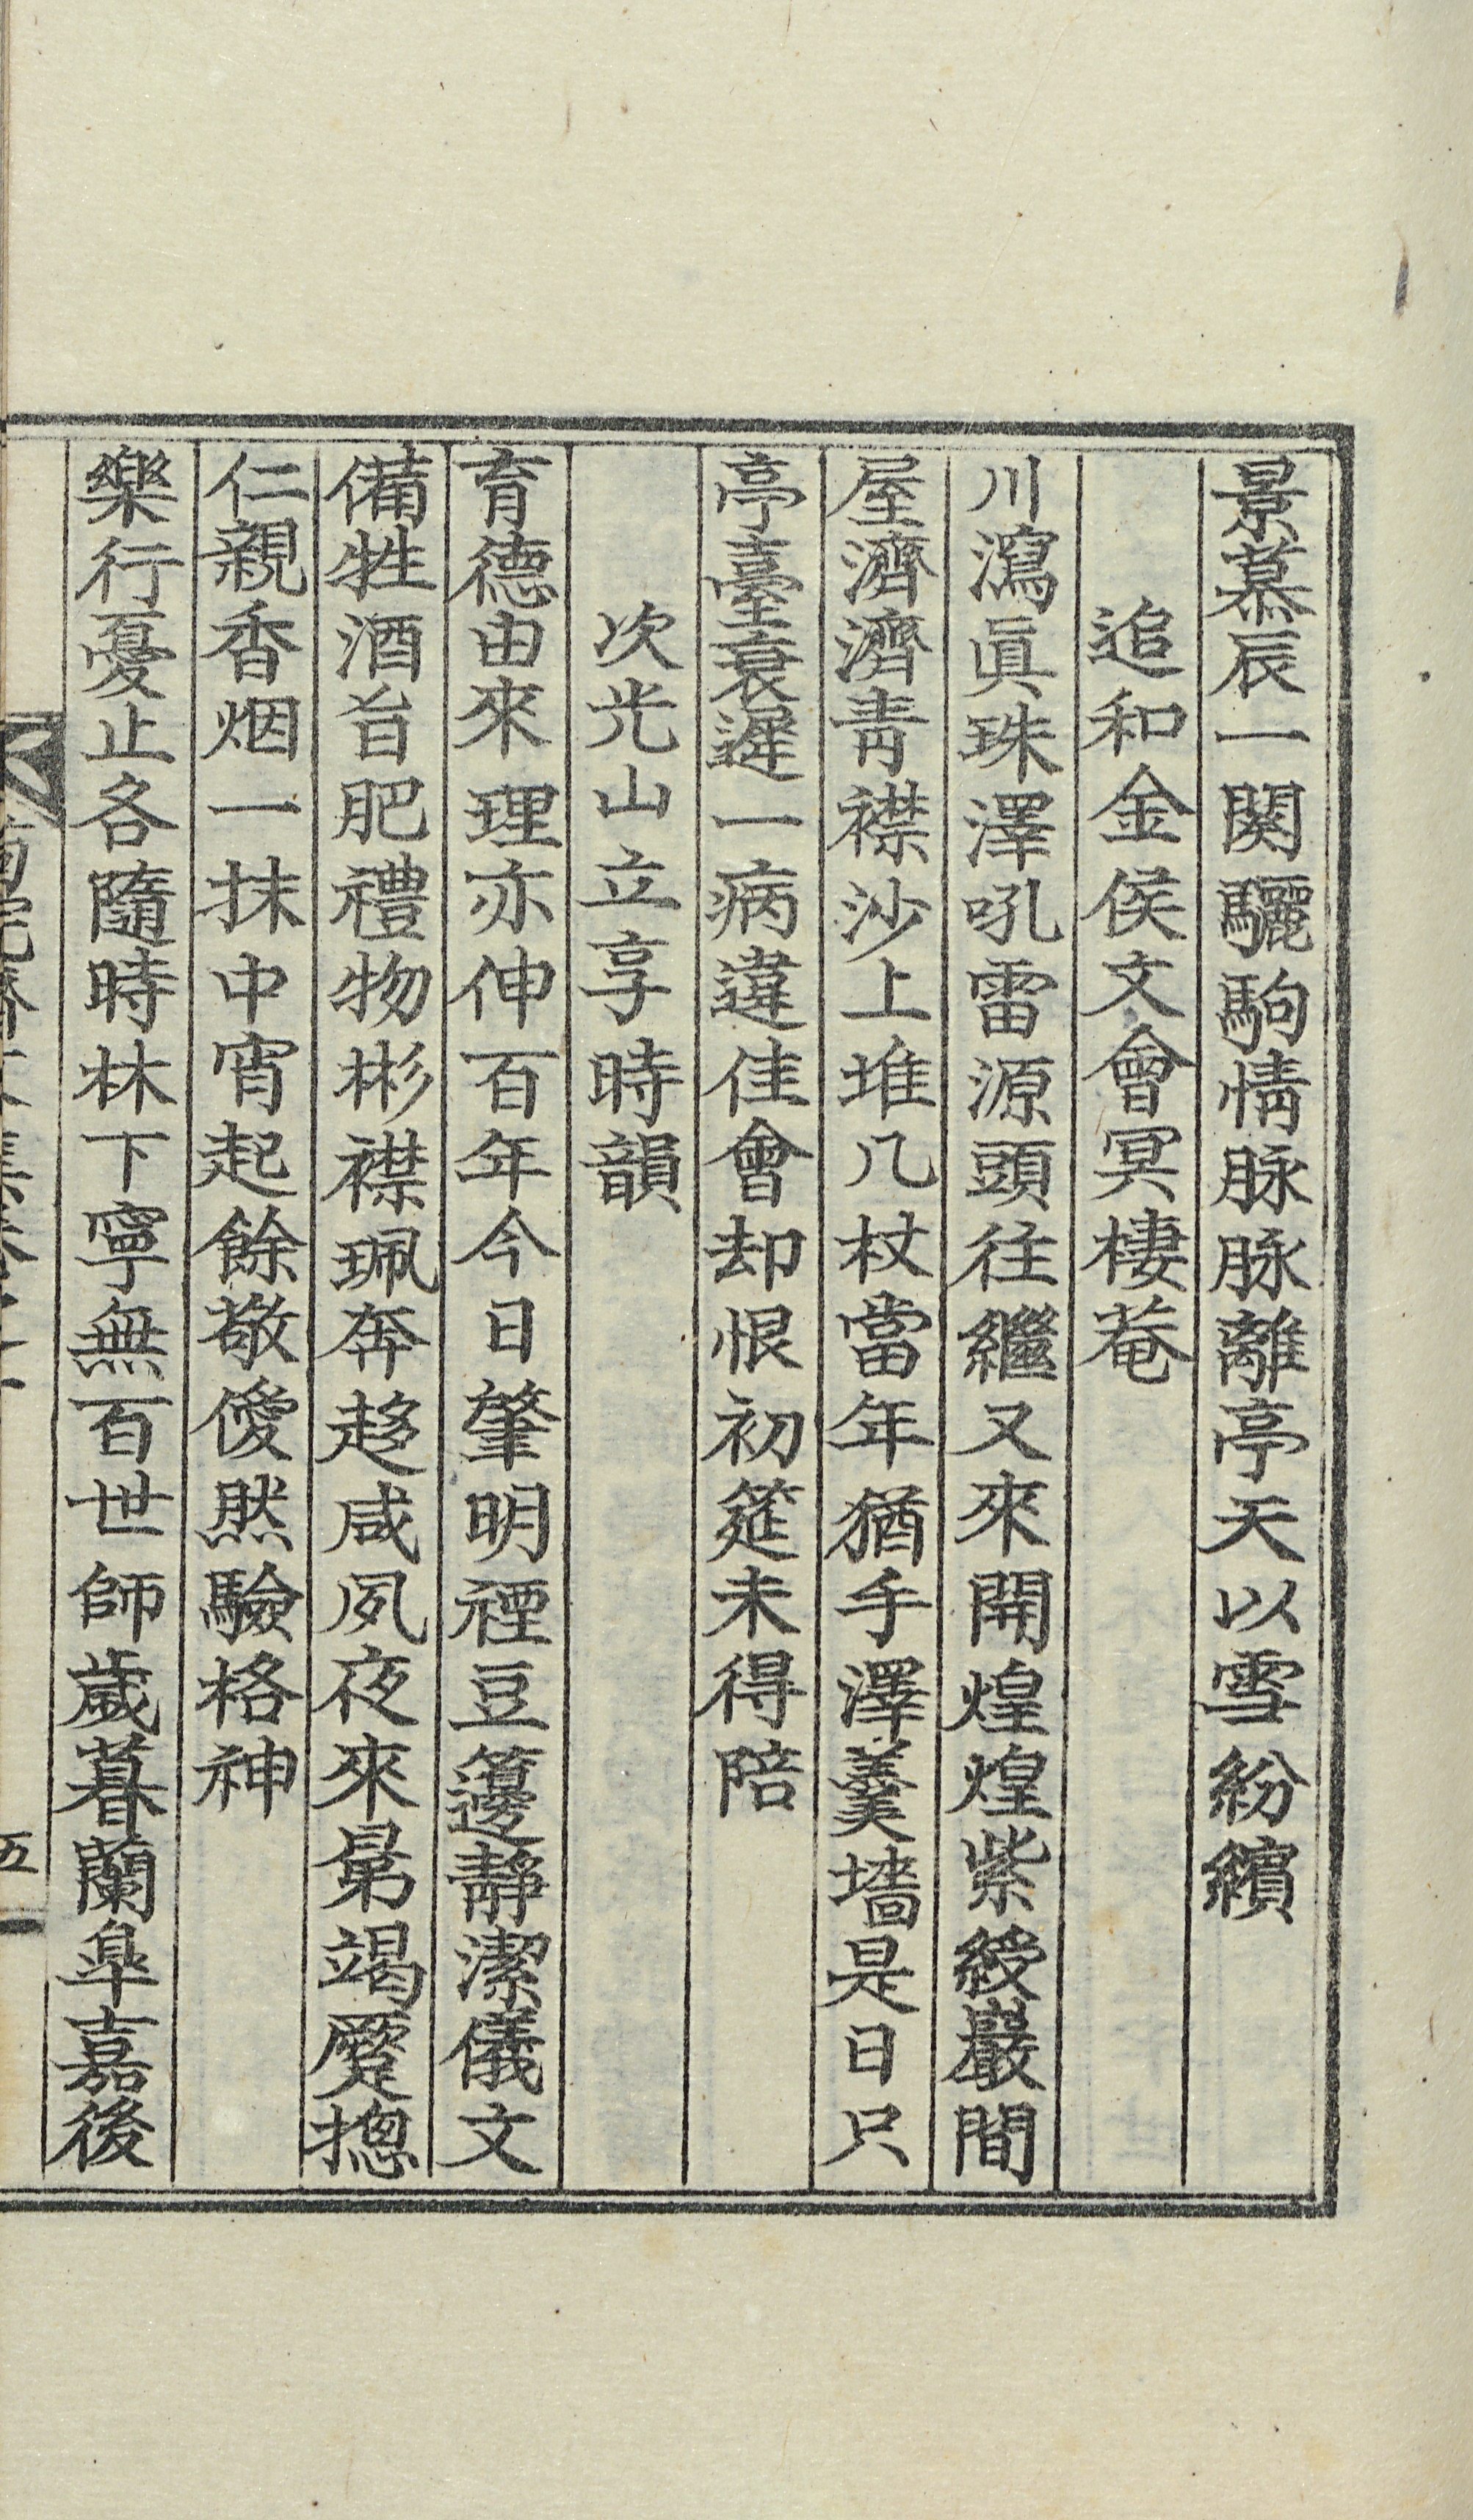 景慕辰一闋驪駒情脉脉離亭天以雪紛繽
追和金侯文會冥棲菴
川瀉眞珠澤吼雷源頭往繼又來開煌煌紫綬巖間
屋濟濟靑襟沙上堆几杖當年猶手澤羹墻是日只
亭臺衰遲一病違佳會却恨初筵未得陪
次光山立享時韻
育德由來理亦伸百年今日肇明禋豆籩靜潔儀文
備牲酒旨肥禮物彬襟珮奔趍咸夙夜來㬪竭蹷摠
仁親香烟一抹中宵起餘敬僾然驗格神
樂行憂止各隨時林下寧無百世師歲暮蘭皐嘉後
五